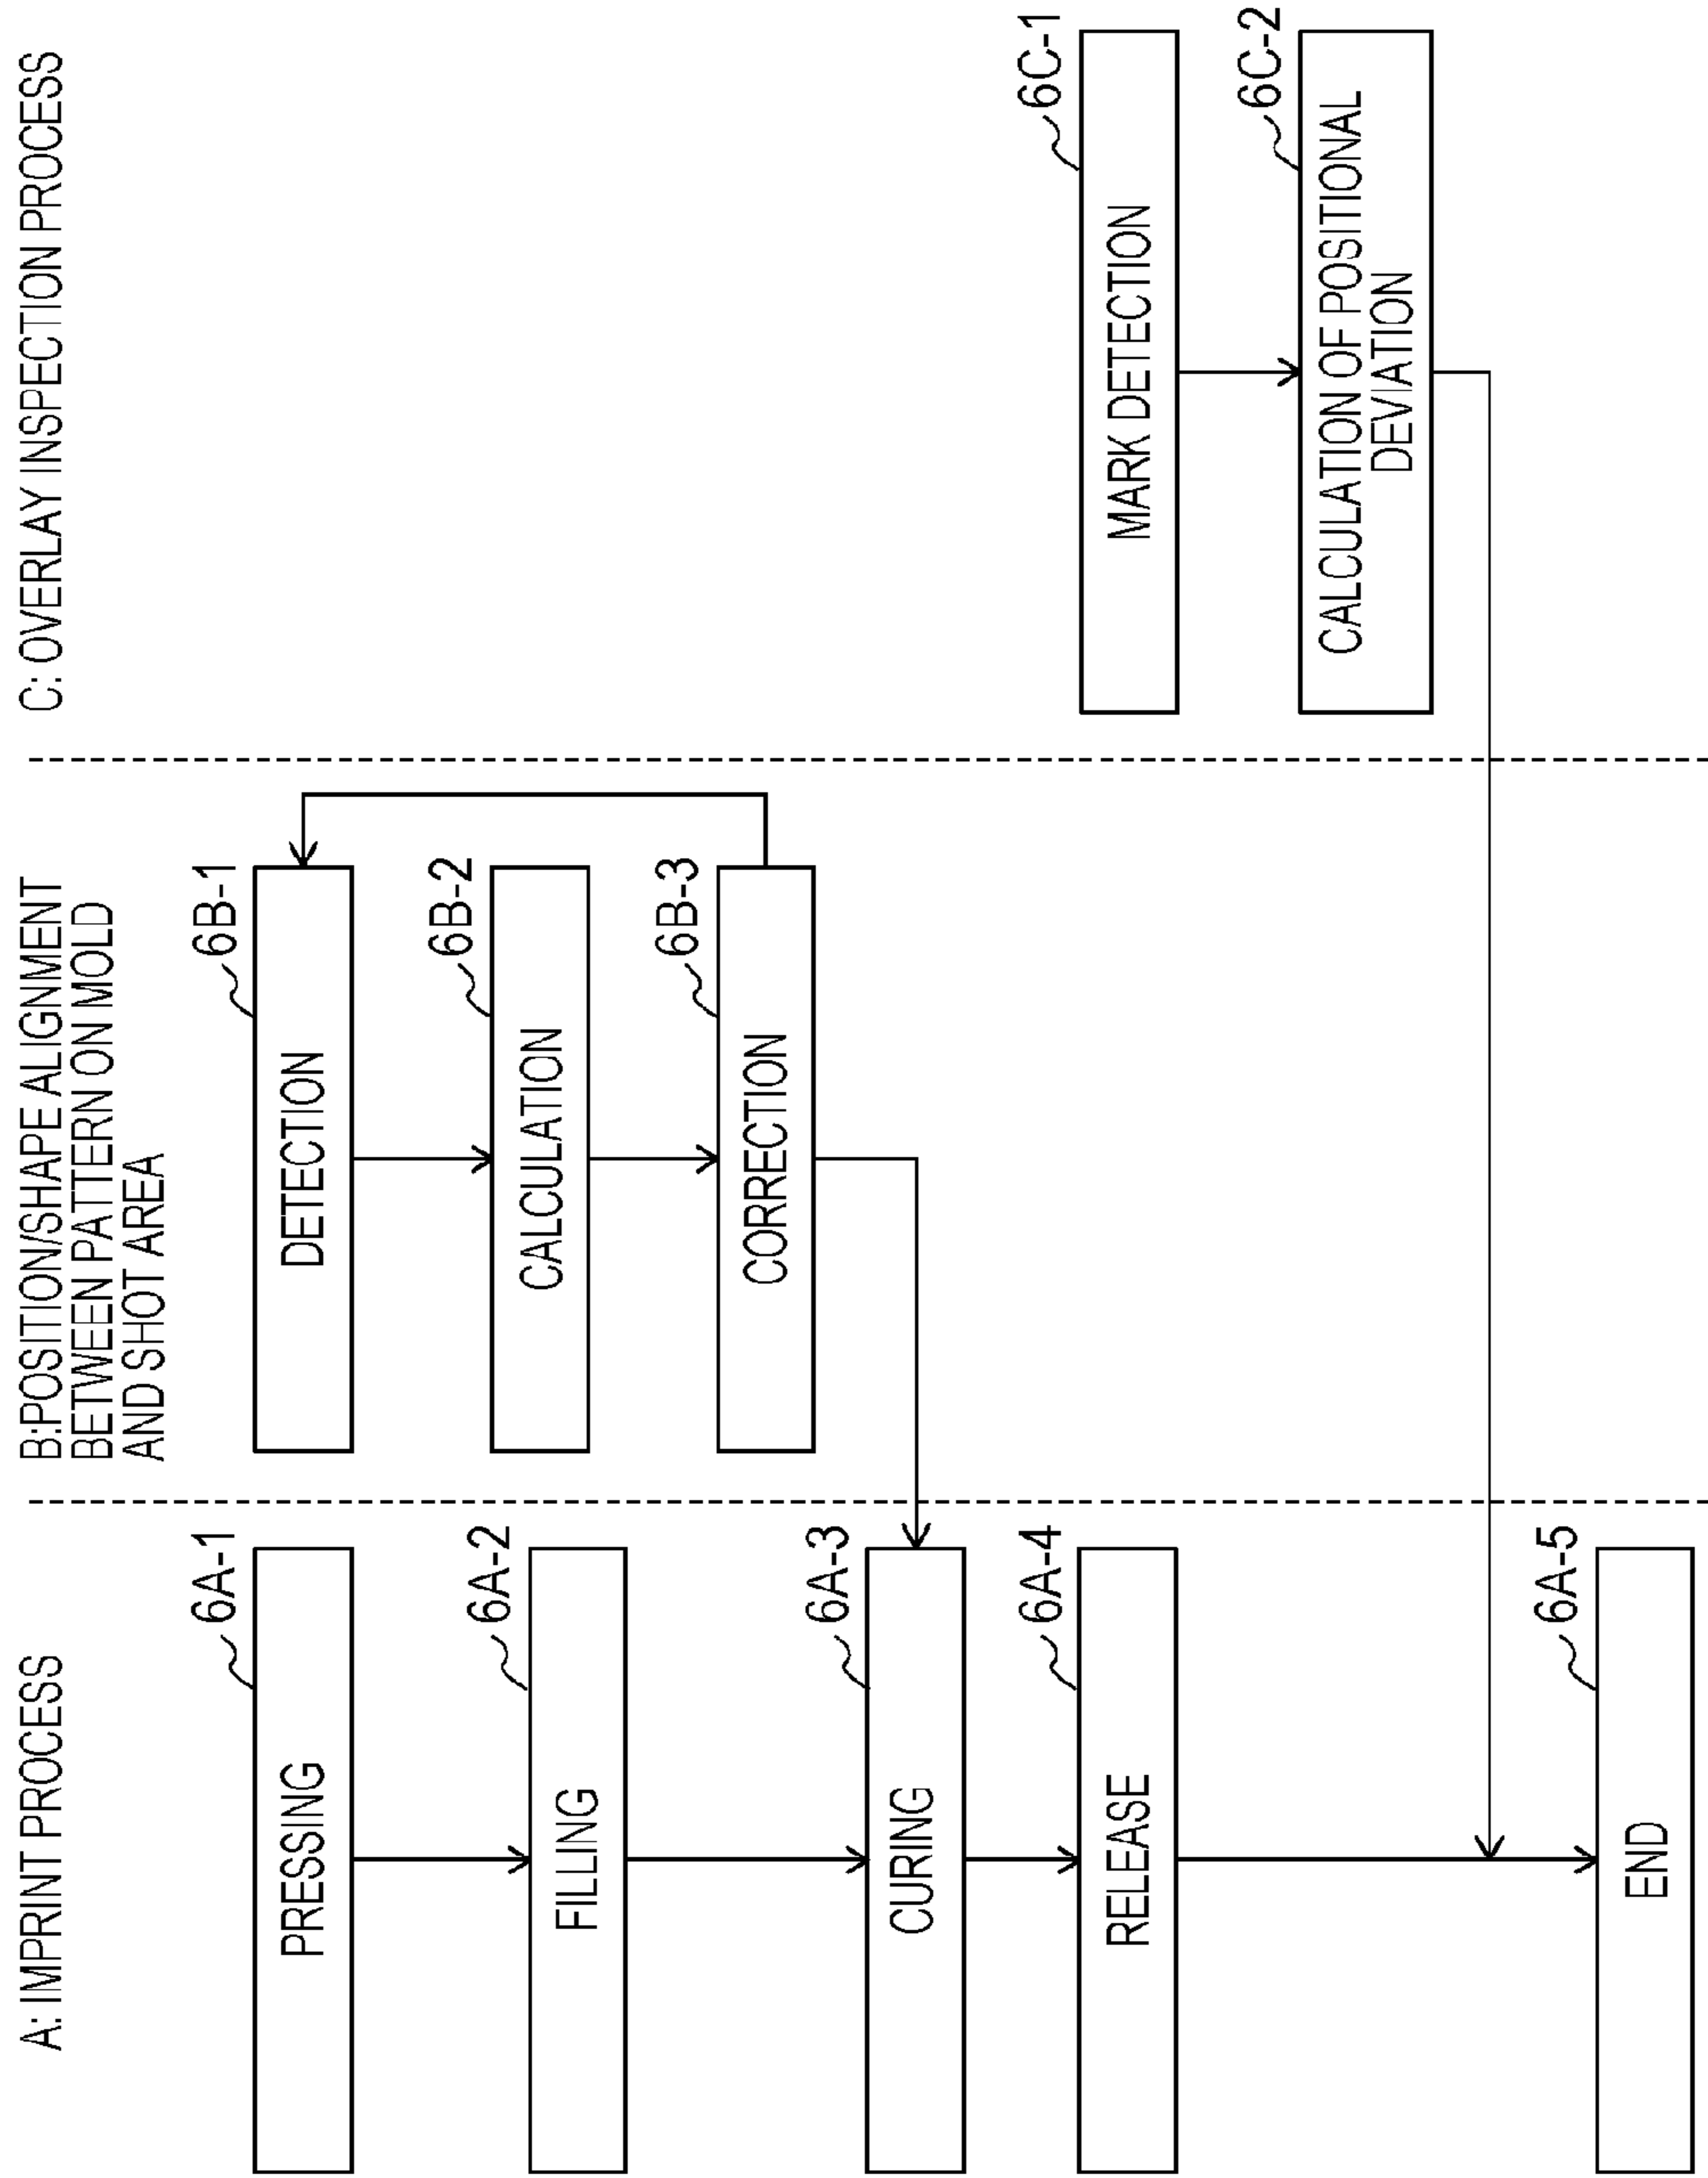 A: IMPRINT PROCESS
6A-1
PRESSING
6A-2
FILLING
6A-3
CURING
6A-4
RELEASE
6A-5
END
B:POSITION/SHAPE ALIGNMENT
BETWEEN PATTERN ON MOLD
AND SHOT AREA
6B-1
DETECTION
6B-2
CALCULATION
6B-3
CORRECTION
C: OVERLAY INSPECTION PROCESS
6C-1
MARK DETECTION
6C-2
CALCULATION OF POSITIONAL
DEVIATION